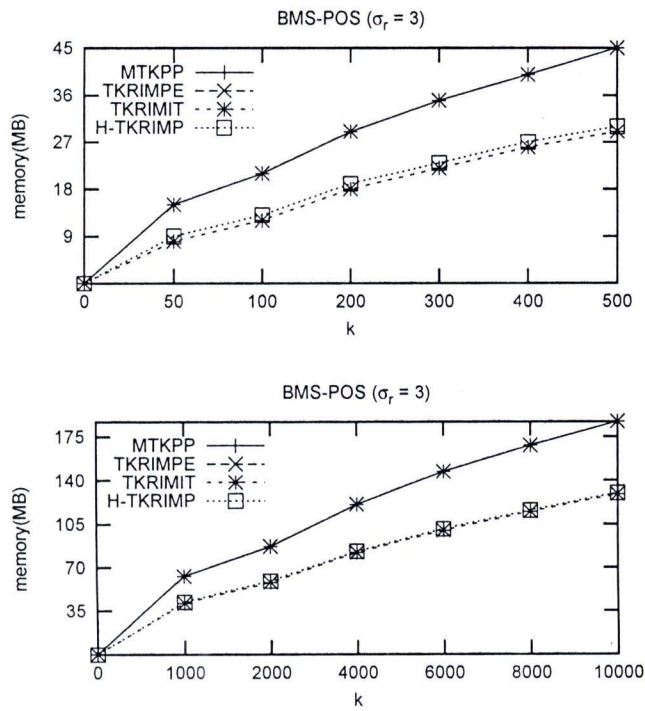 BMS-POS (σr = 3)
45
36
27
18
9
memory(MB)
MTKPP
TKRIMPE
TKRIMIT
H-TKRIMP
0 50 100 200 300 400 500
k
BMS-POS (σr = 3)
175
140
105
70
35
memory(MB)
MTKPP
TKRIMPE
TKRIMIT
H-TKRIMP
0 1000 2000 4000 6000 8000 10000
k